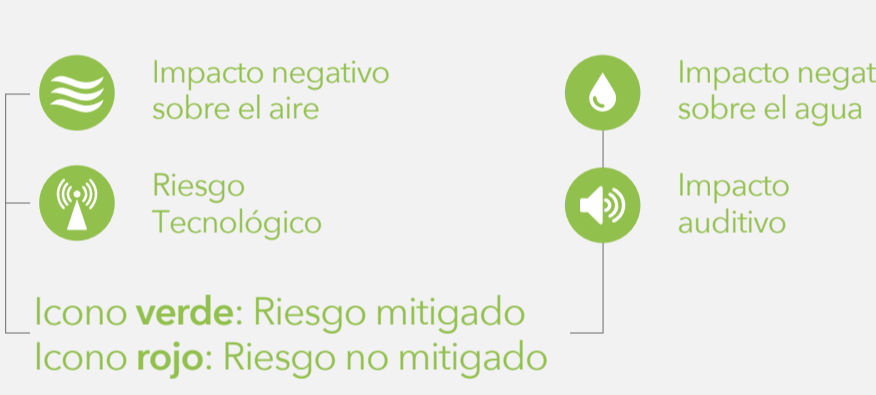 Impacto negativo
sobre el aire
Impacto negat
sobre el agua
Riesgo
Tecnológico
Impacto
auditivo
Icono verde: Riesgo mitigado
Icono rojo: Riesgo no mitigado